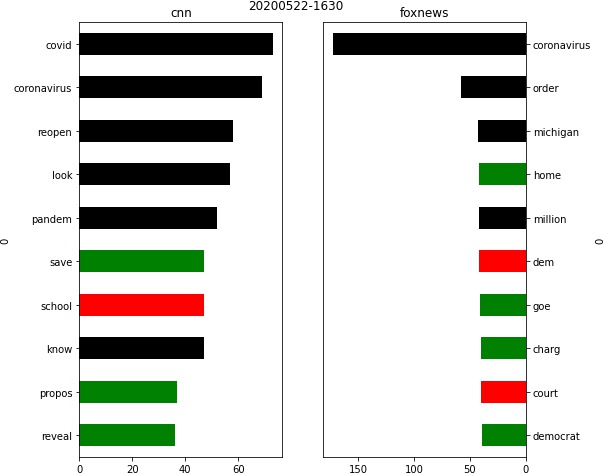 20200522-1630
cnn
foxnews
covid
coronavirus
reopen
look
pandem
save
school
know
propos
reveal
0
0 20 40 60
coronavirus
order
michigan
home
million
dem
goe
charg
court
democrat
0
150 100 50 0